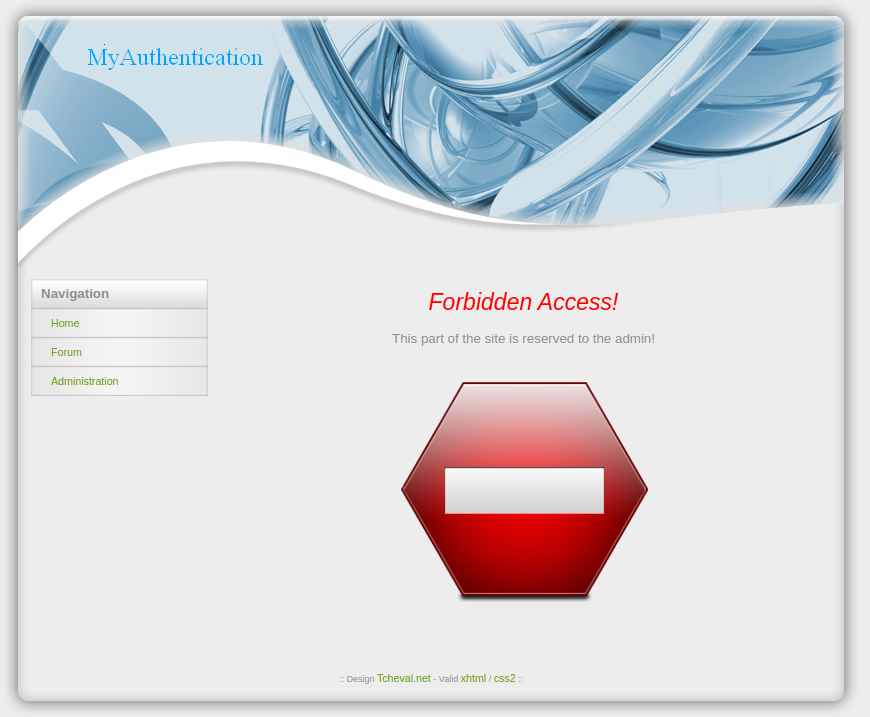 MyAuthentication
Navigation
Home
Forum
Administration
Forbidden Access!
This part of the site is reserved to the admin!
:: Design Tcheval.net - Valid xhtml / css2 ::